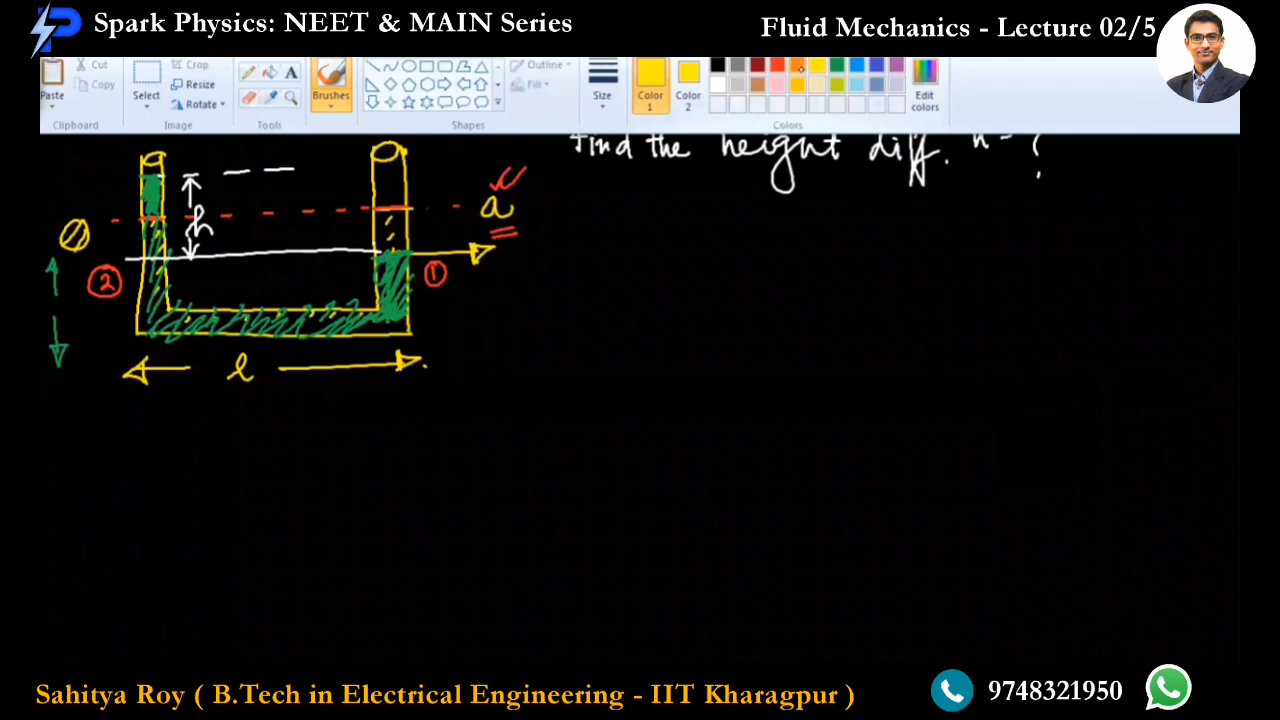 Spark Physics: NEET & MAIN Series
Fluid Mechanics - Lecture 02/5
Cut
Crop
Outline
Copy
Resize
Fill
Paste
Select
Rotate
Brushes
Size
Color 1
Color 2
Edit colors
Clipboard
Image
Tools
Shapes
Colors
Find the height diff. h = ?
a
h
2
1
l
Sahitya Roy ( B.Tech in Electrical Engineering - IIT Kharagpur )
9748321950